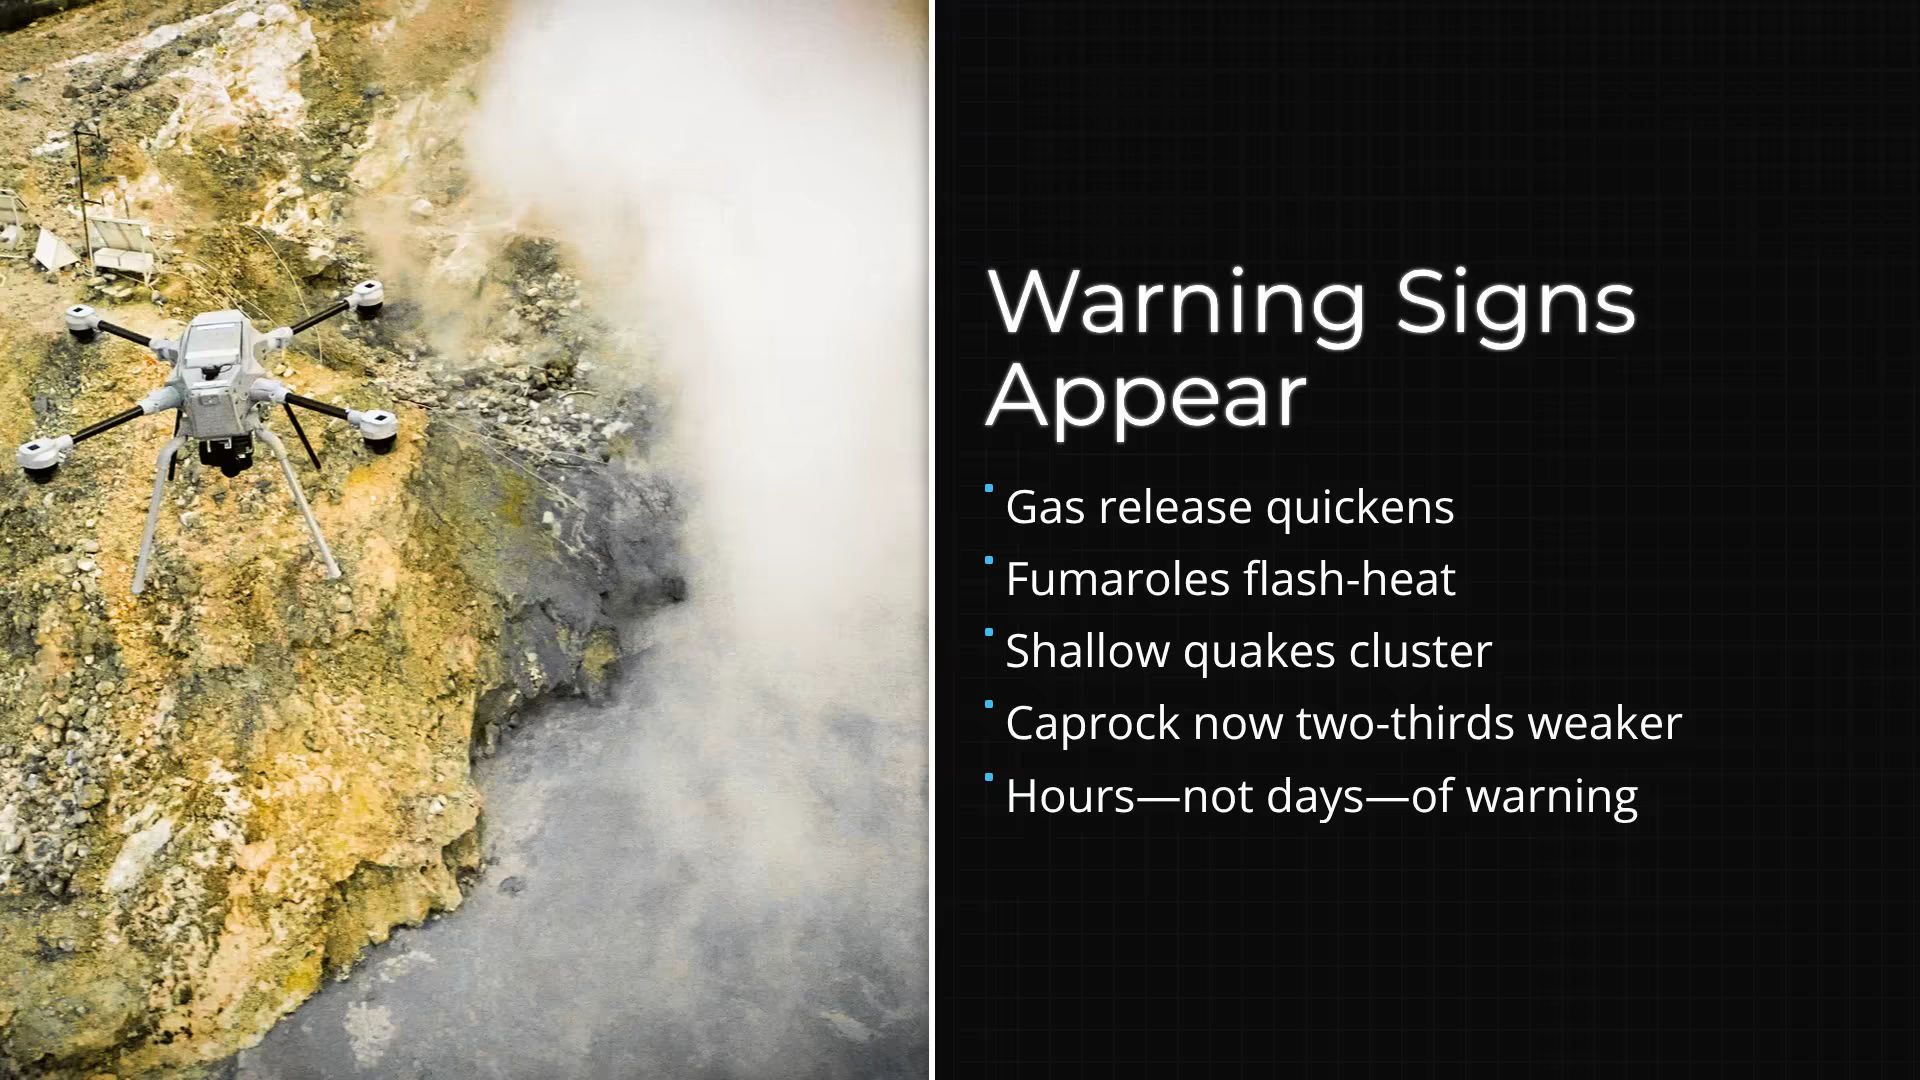 Warning Signs
Appear
Gas release quickens
Fumaroles flash-heat
Shallow quakes cluster
Caprock now two-thirds weaker
Hours—not days—of warning